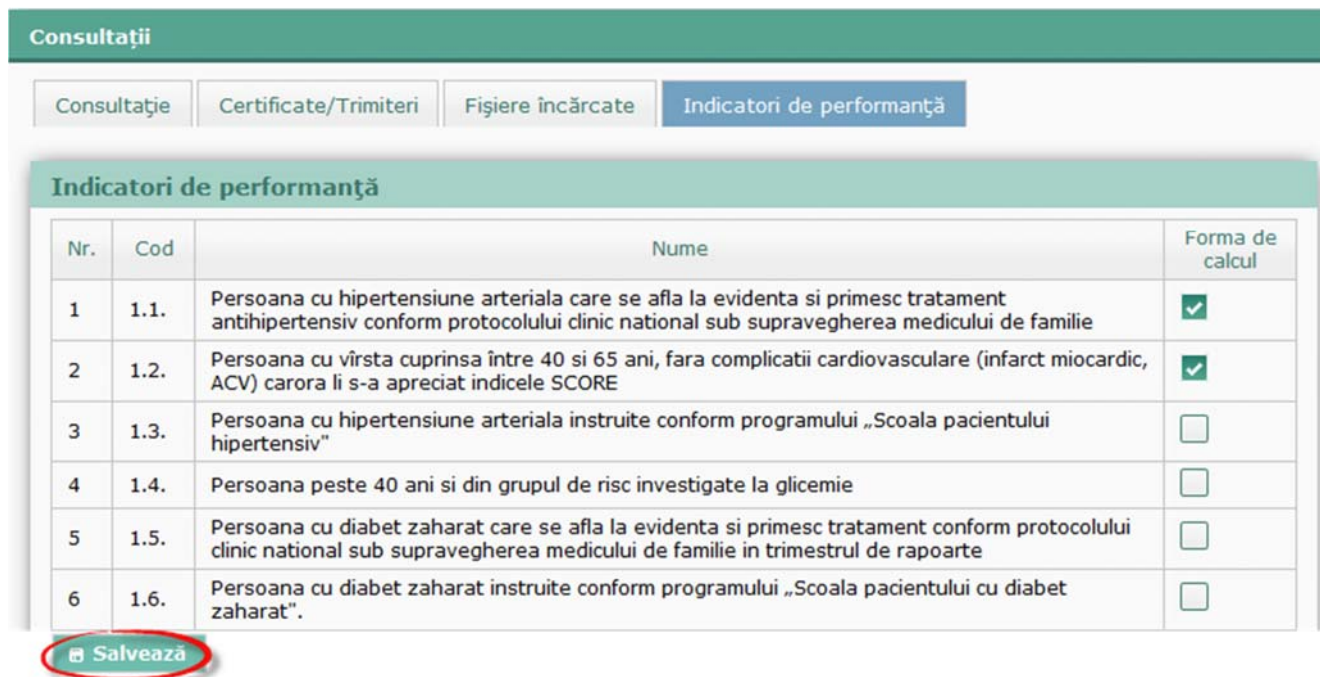 Consultații
Consultaţie Certificate/Trimiteri Fişiere încărcate Indicatori de performanţă
Indicatori de performanţă
Nr. Cod Nume Forma de
calcul
1 1.1. Persoana cu hipertensiune arteriala care se afla la evidenta si primesc tratament
antihipertensiv conform protocolului clinic national sub supravegherea medicului de familie
2 1.2. Persoana cu vîrsta cuprinsa între 40 si 65 ani, fara complicatii cardiovasculare (infarct miocardic,
ACV) carora li s-a apreciat indicele SCORE
3 1.3. Persoana cu hipertensiune arteriala instruite conform programului „Scoala pacientului
hipertensiv"
4 1.4. Persoana peste 40 ani si din grupul de risc investigate la glicemie
5 1.5. Persoana cu diabet zaharat care se afla la evidenta si primesc tratament conform protocolului
clinic national sub supravegherea medicului de familie in trimestrul de rapoarte
6 1.6. Persoana cu diabet zaharat instruite conform programului „Scoala pacientului cu diabet
zaharat".
Salvează